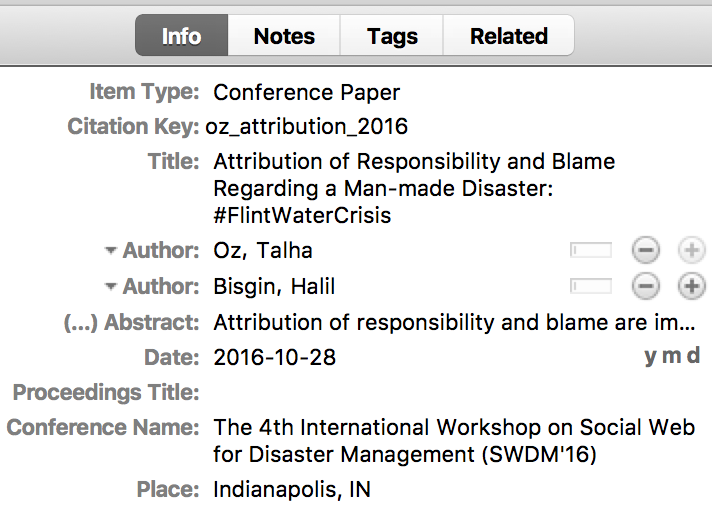 Info Notes Tags Related
Item Type: Conference Paper
Citation Key: oz_attribution_2016
Title: Attribution of Responsibility and Blame
Regarding a Man-made Disaster:
#FlintWaterCrisis
Author: Oz, Talha
Author: Bisgin, Halil
(...) Abstract: Attribution of responsibility and blame are im...
Date: 2016-10-28 y m d
Proceedings Title:
Conference Name: The 4th International Workshop on Social Web
for Disaster Management (SWDM'16)
Place: Indianapolis, IN